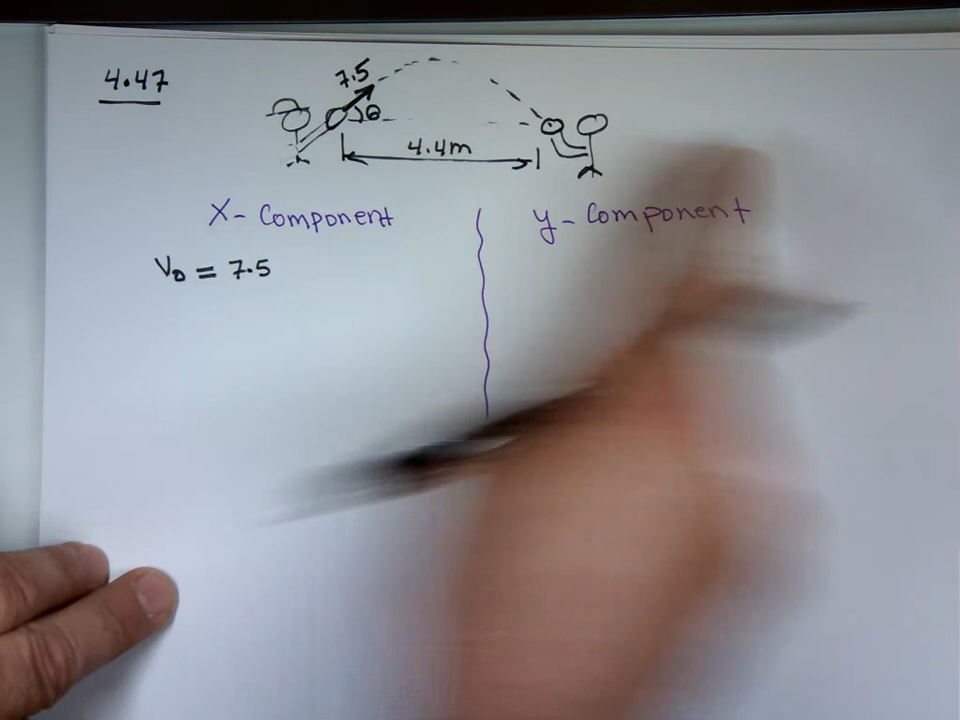 4.47
7.5
θ
4.4m
X- Component
y- Component
V₀ = 7.5